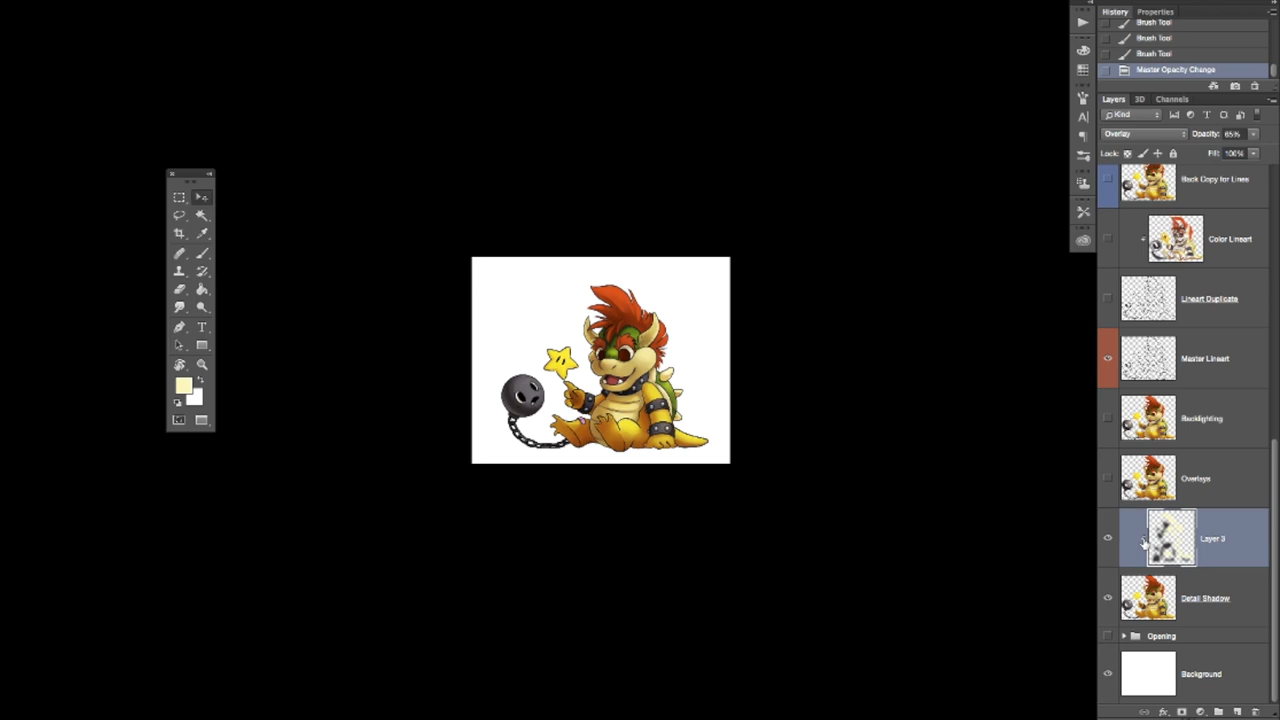 History Properties
Brush Tool
Brush Tool
Brush Tool
Master Opacity Change
Layers 3D Channels
Kind
Overlay Opacity: 65%
Lock: Fill: 100%
Back Copy for Lines
Color Lineart
Lineart Duplicate
Master Lineart
Backlighting
Overlays
Layer 3
Detail Shadow
Opening
Background